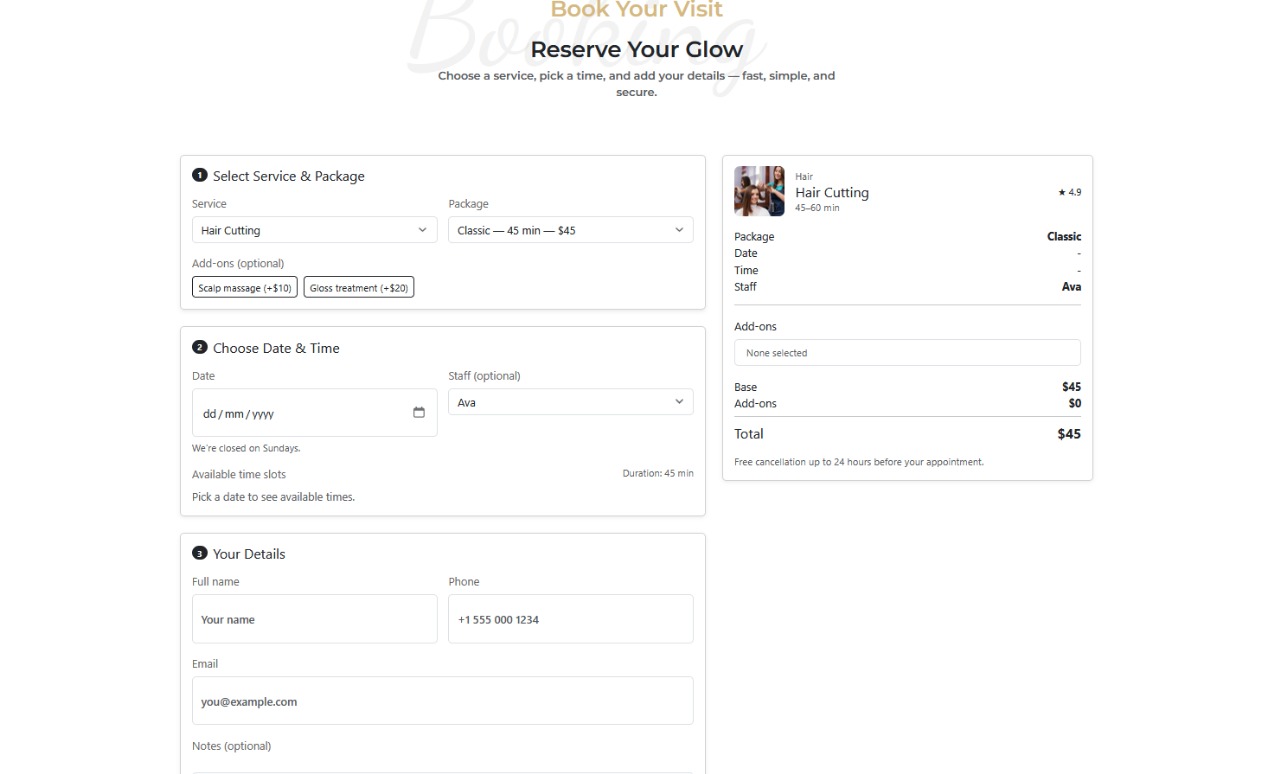 Booking
Book Your Visit
Reserve Your Glow
Choose a service, pick a time, and add your details — fast, simple, and
secure.
1 Select Service & Package
Service
Package
Hair Cutting
Classic — 45 min — $45
Add-ons (optional)
Scalp massage (+$10)
Gloss treatment (+$20)
2 Choose Date & Time
Date
Staff (optional)
dd / mm / yyyy
Ava
We're closed on Sundays.
Available time slots
Duration: 45 min
Pick a date to see available times.
3 Your Details
Full name
Phone
Your name
+1 555 000 1234
Email
you@example.com
Notes (optional)
Hair
Hair Cutting
★ 4.9
45–60 min
Package Classic
Date -
Time -
Staff Ava
Add-ons
None selected
Base $45
Add-ons $0
Total $45
Free cancellation up to 24 hours before your appointment.